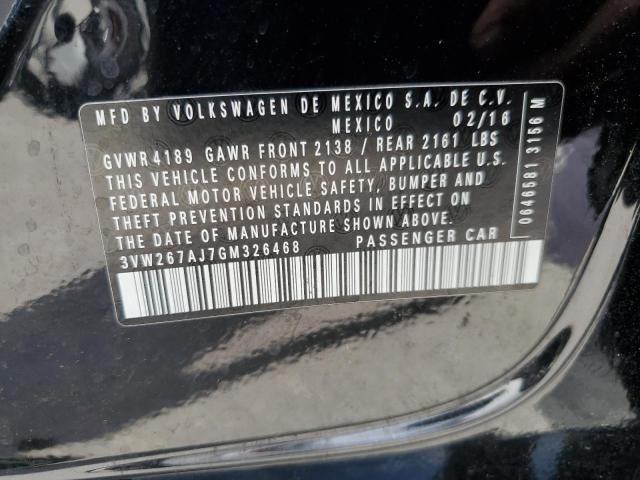 MFD BY VOLKSWAGEN DE MEXICO S.A. DE C.V.
MEXICO 02/16
GVWR 4189 GAWR FRONT 2138 / REAR 2161 LBS
THIS VEHICLE CONFORMS TO ALL APPLICABLE U.S.
FEDERAL MOTOR VEHICLE SAFETY, BUMPER AND
THEFT PREVENTION STANDARDS IN EFFECT ON
THE DATE OF MANUFACTURE SHOWN ABOVE.
3VW267AJ7GM326468 PASSENGER CAR
0646581 3156 M